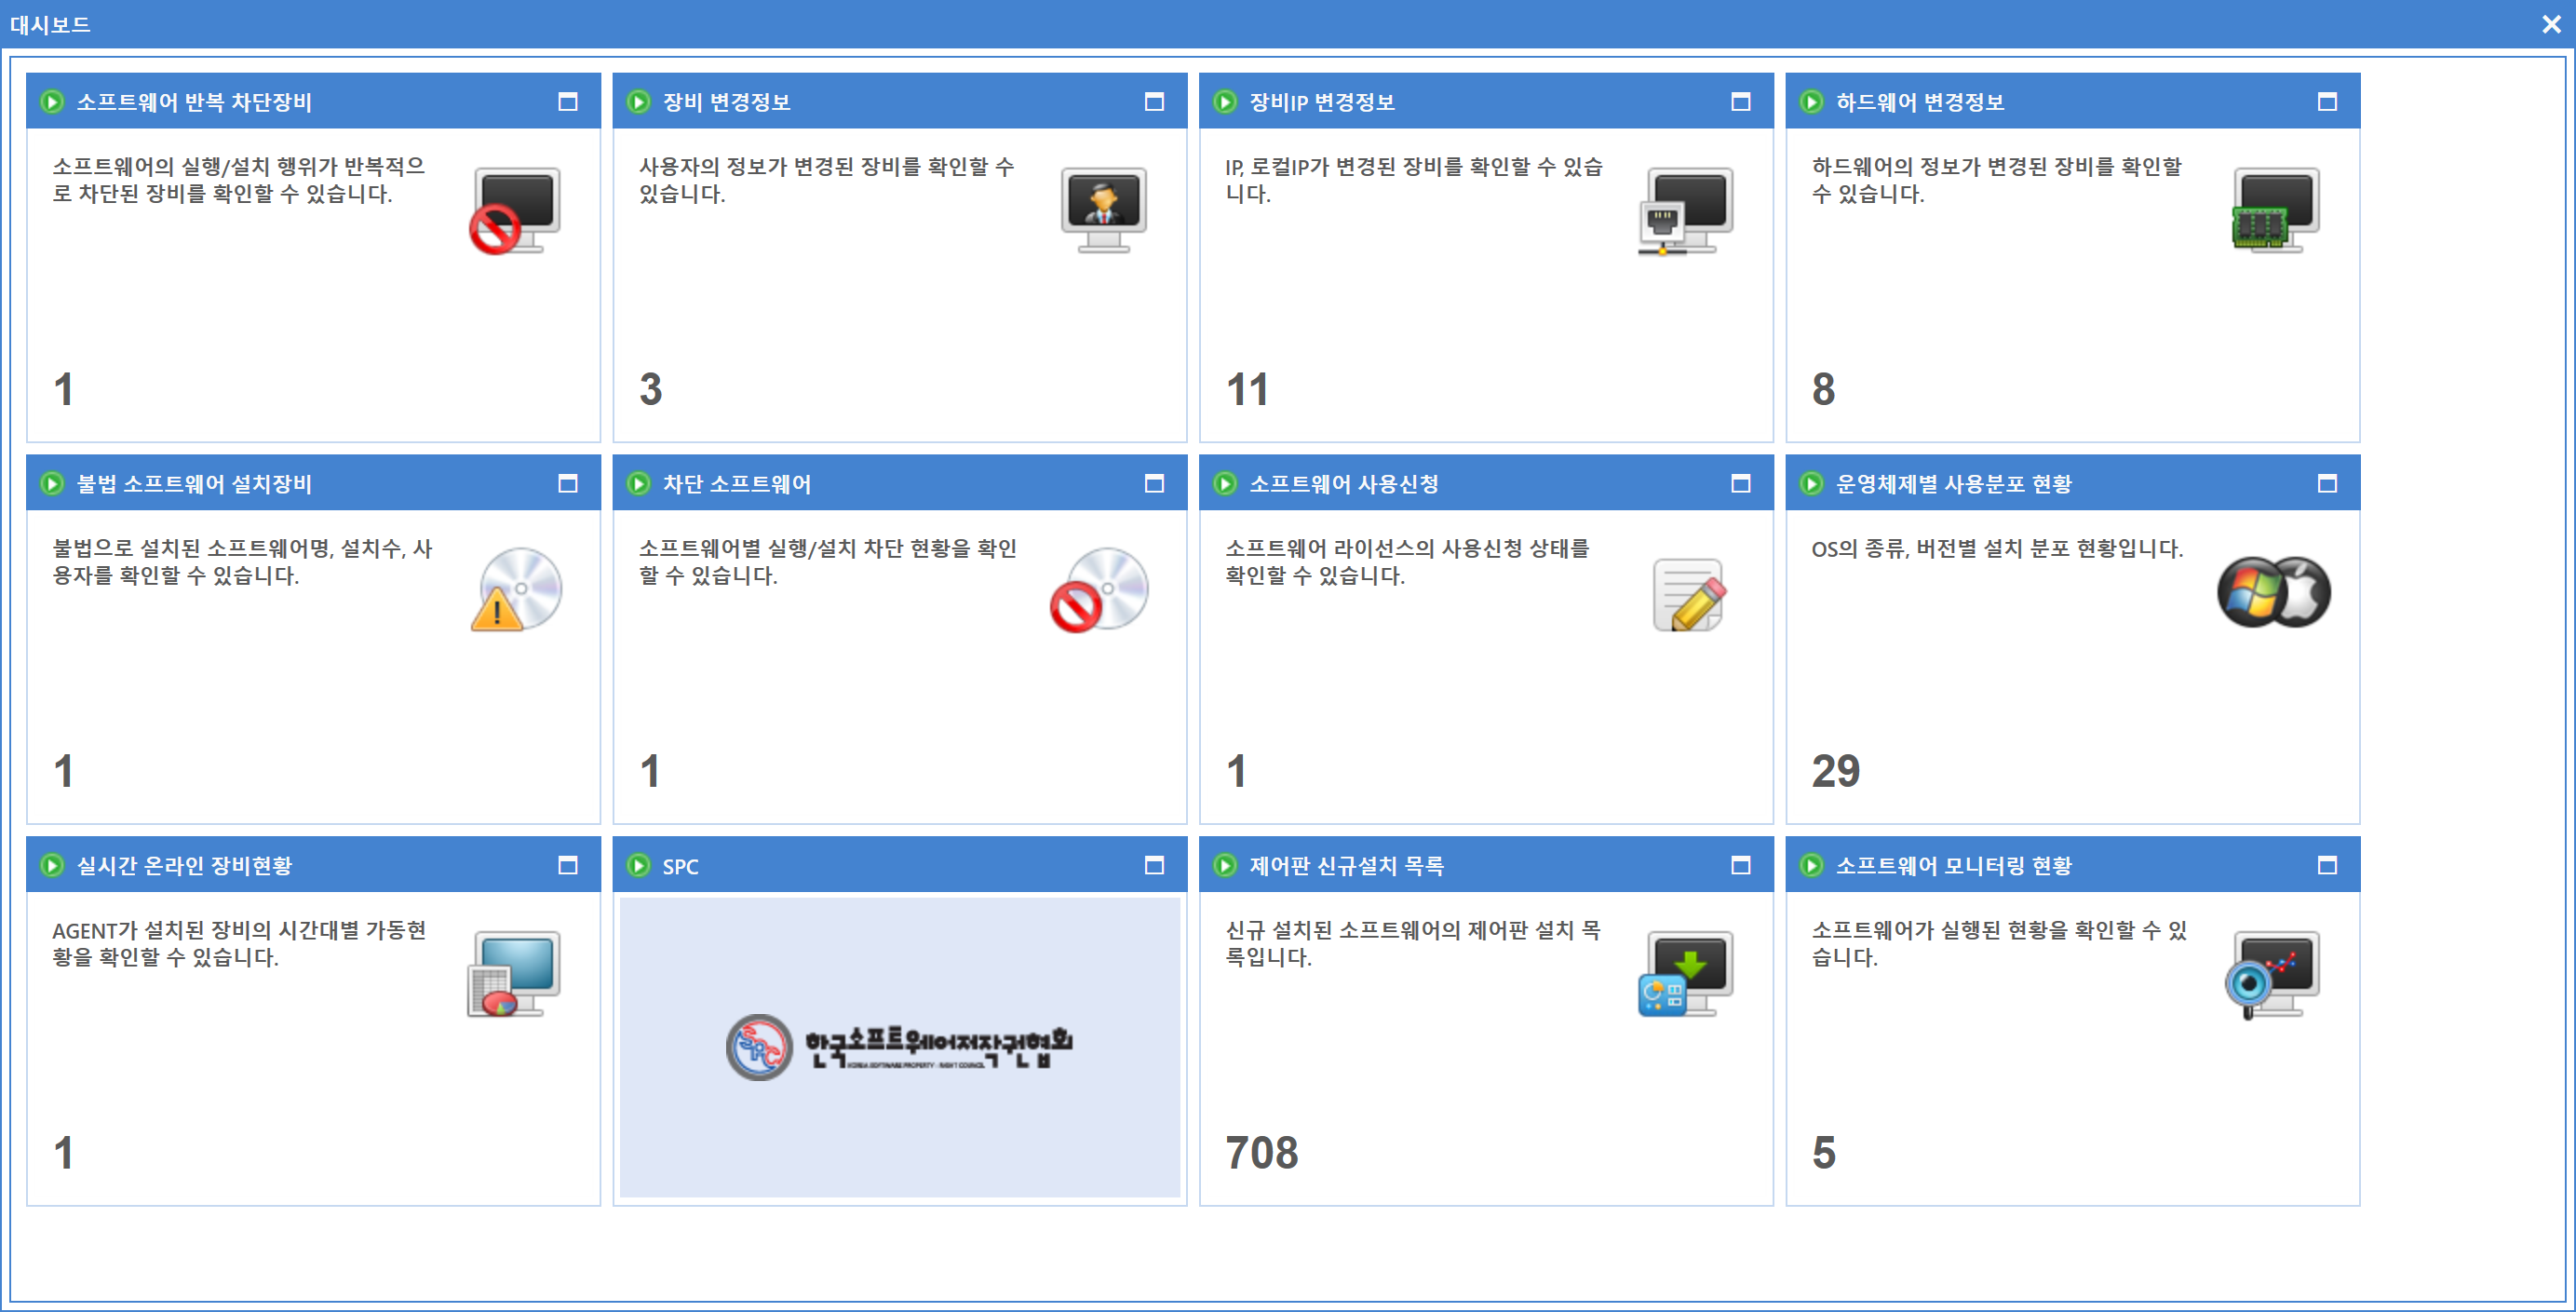 대시보드
소프트웨어 반복 차단장비
소프트웨어의 실행/설치 행위가 반복적으
로 차단된 장비를 확인할 수 있습니다.
1
장비 변경정보
사용자의 정보가 변경된 장비를 확인할 수
있습니다.
3
장비IP 변경정보
IP, 로컬IP가 변경된 장비를 확인할 수 있습
니다.
11
하드웨어 변경정보
하드웨어의 정보가 변경된 장비를 확인할
수 있습니다.
8
불법 소프트웨어 설치장비
불법으로 설치된 소프트웨어명, 설치수, 사
용자를 확인할 수 있습니다.
1
차단 소프트웨어
소프트웨어별 실행/설치 차단 현황을 확인
할 수 있습니다.
1
소프트웨어 사용신청
소프트웨어 라이선스의 사용신청 상태를
확인할 수 있습니다.
1
운영체제별 사용분포 현황
OS의 종류, 버전별 설치 분포 현황입니다.
29
실시간 온라인 장비현황
AGENT가 설치된 장비의 시간대별 가동현
황을 확인할 수 있습니다.
1
SPC
SPC
한국소프트웨어저작권협회
KOREA SOFTWARE PROPERTY - RIGHT COUNCIL
제어판 신규설치 목록
신규 설치된 소프트웨어의 제어판 설치 목
록입니다.
708
소프트웨어 모니터링 현황
소프트웨어가 실행된 현황을 확인할 수 있
습니다.
5